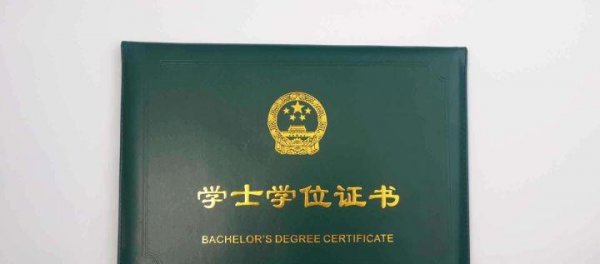 学士学位证书
BACHELOR'S DEGREE CERTIFICATE